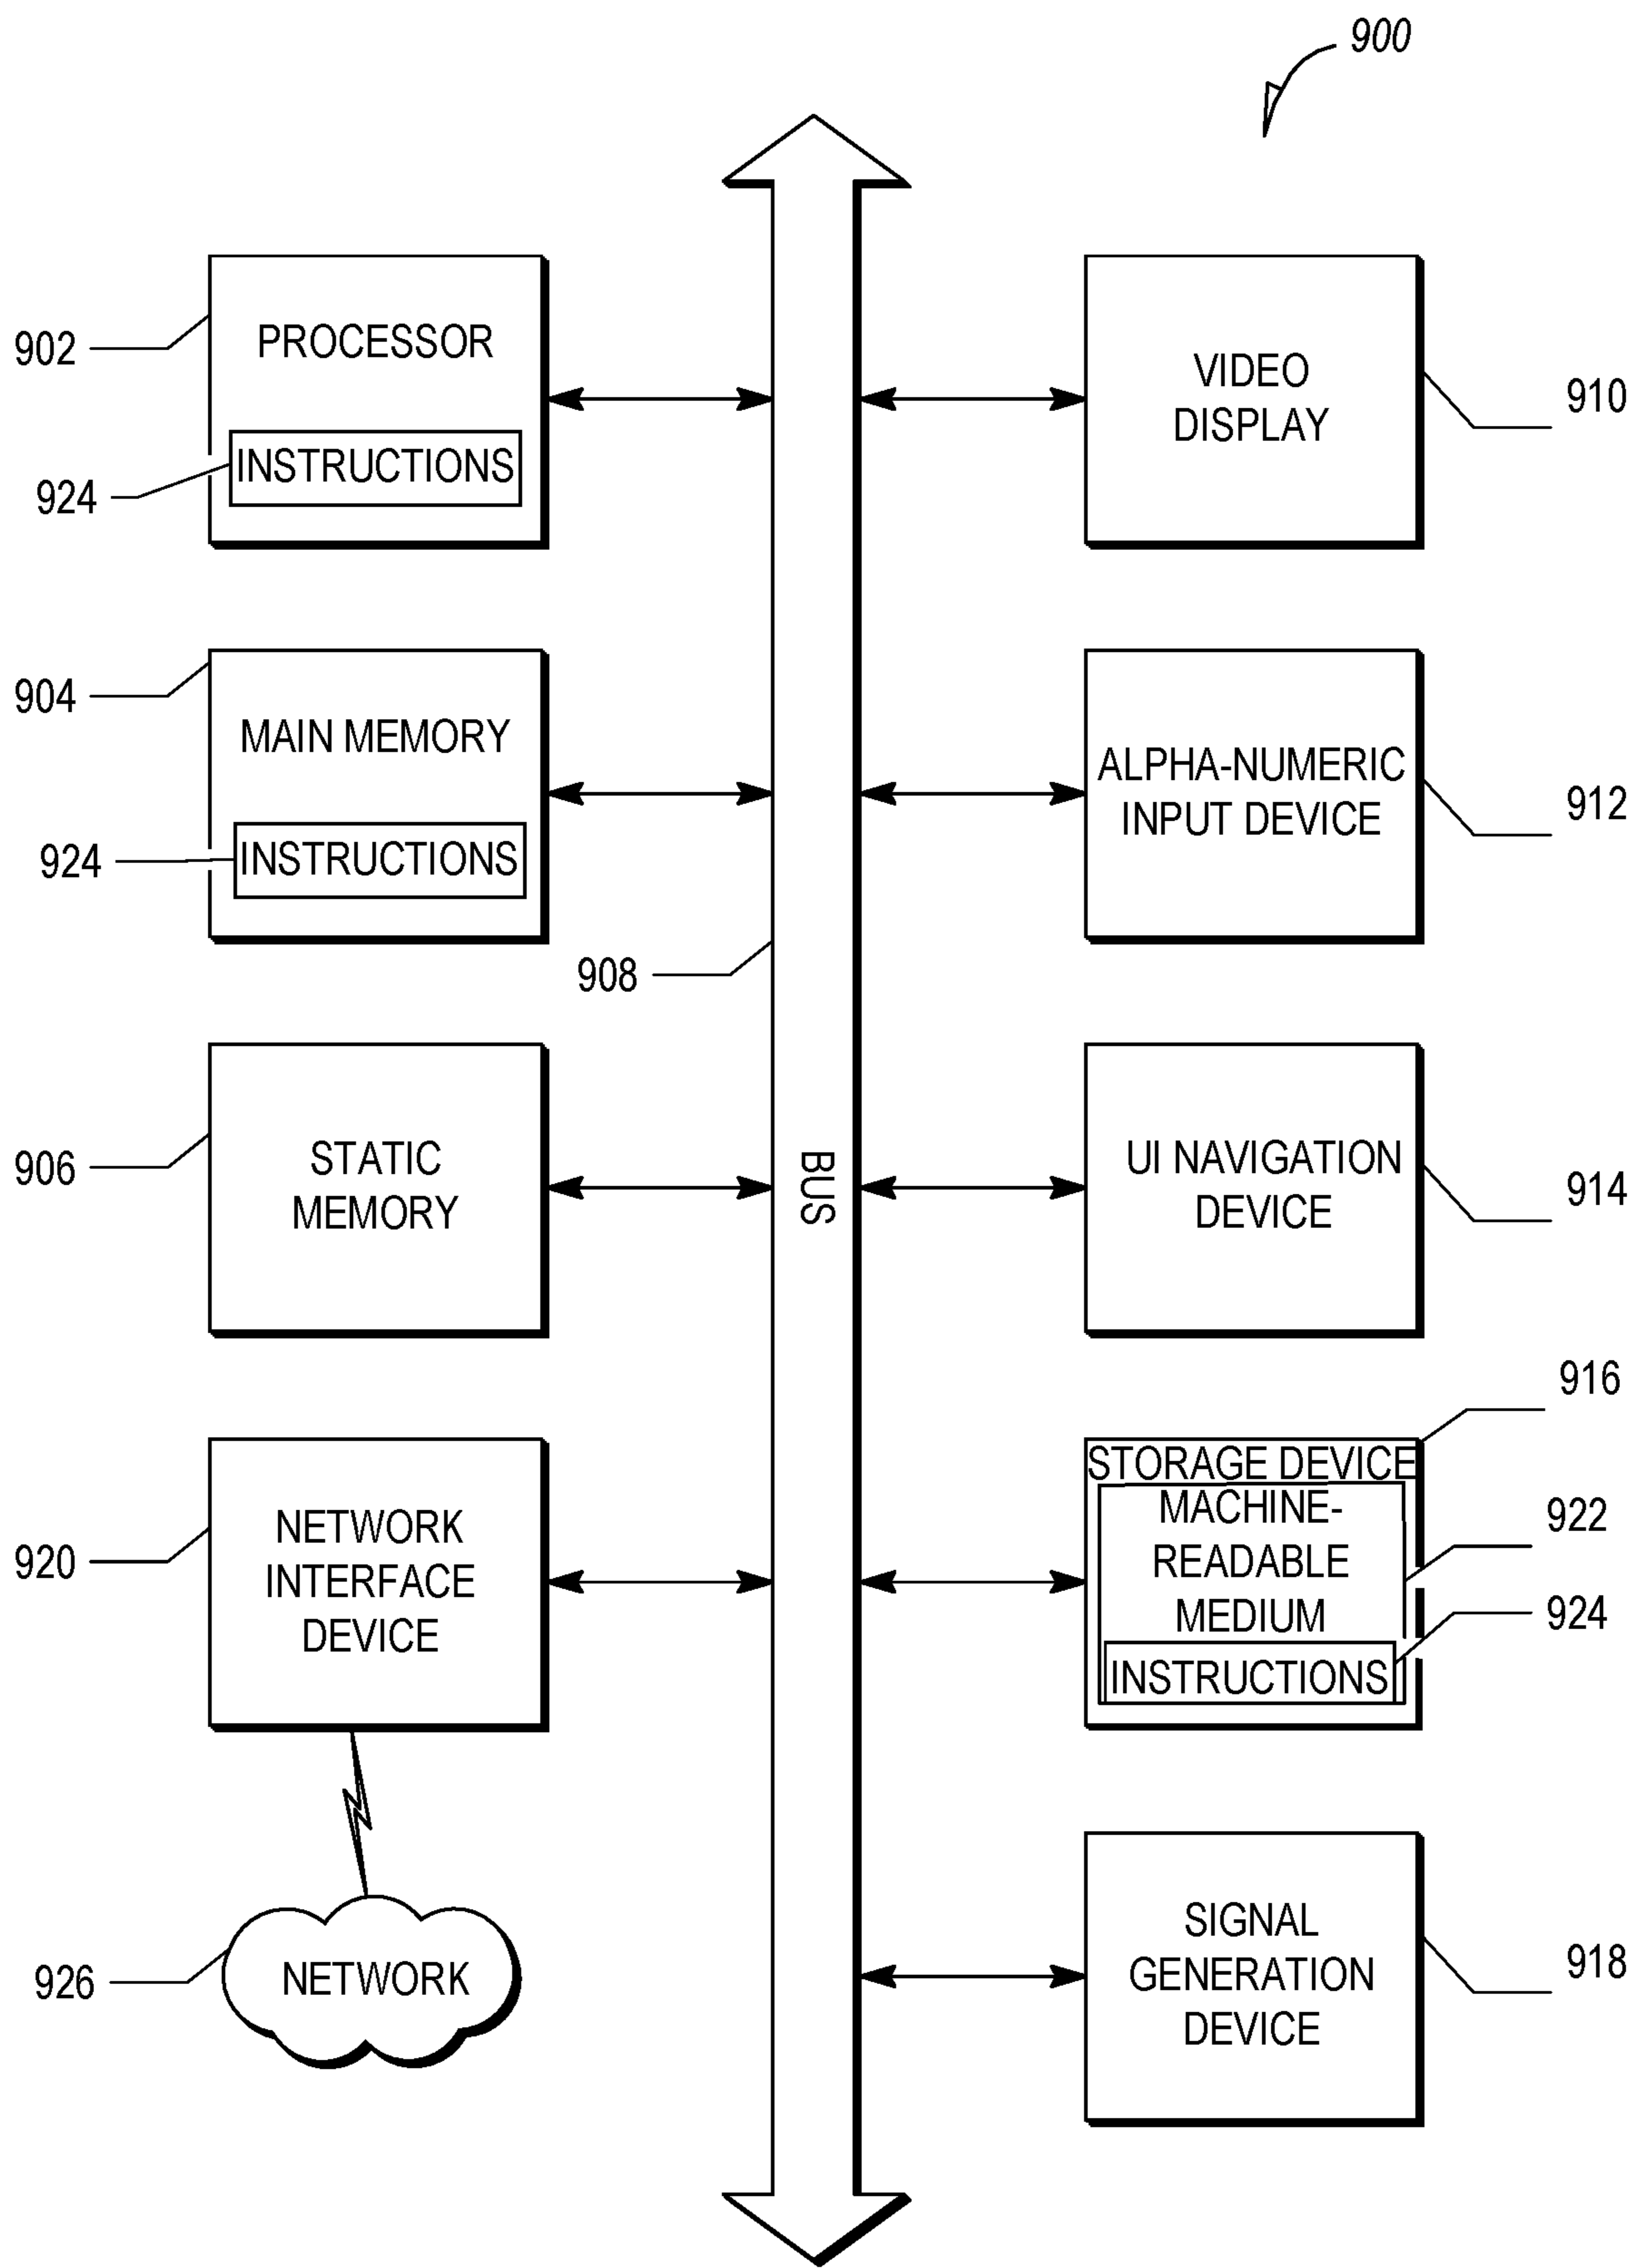 900
902
PROCESSOR
924
INSTRUCTIONS
904
MAIN MEMORY
924
INSTRUCTIONS
908
906
STATIC
MEMORY
920
NETWORK
INTERFACE
DEVICE
926
NETWORK
BUS
VIDEO
DISPLAY
910
ALPHA-NUMERIC
INPUT DEVICE
912
UI NAVIGATION
DEVICE
914
916
STORAGE DEVICE
MACHINE-
READABLE
MEDIUM
922
INSTRUCTIONS
924
SIGNAL
GENERATION
DEVICE
918